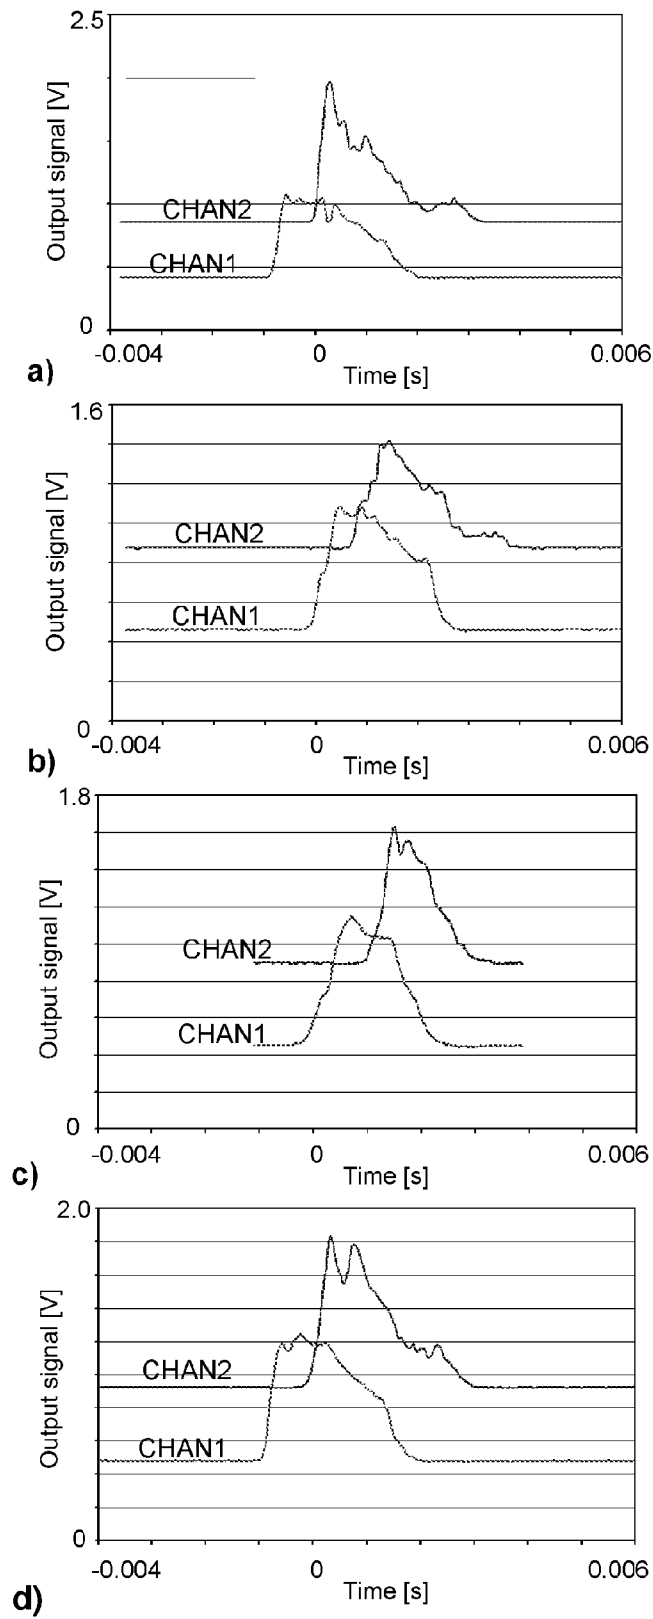 2.5
Output signal [V]
CHAN2
CHAN1
0
-0.004 0 0.006
Time [s]
a)
1.6
Output signal [V]
CHAN2
CHAN1
0
-0.004 0 0.006
Time [s]
b)
1.8
Output signal [V]
CHAN2
CHAN1
0
-0.004 0 0.006
Time [s]
c)
2.0
Output signal [V]
CHAN2
CHAN1
0
-0.004 0 0.006
Time [s]
d)